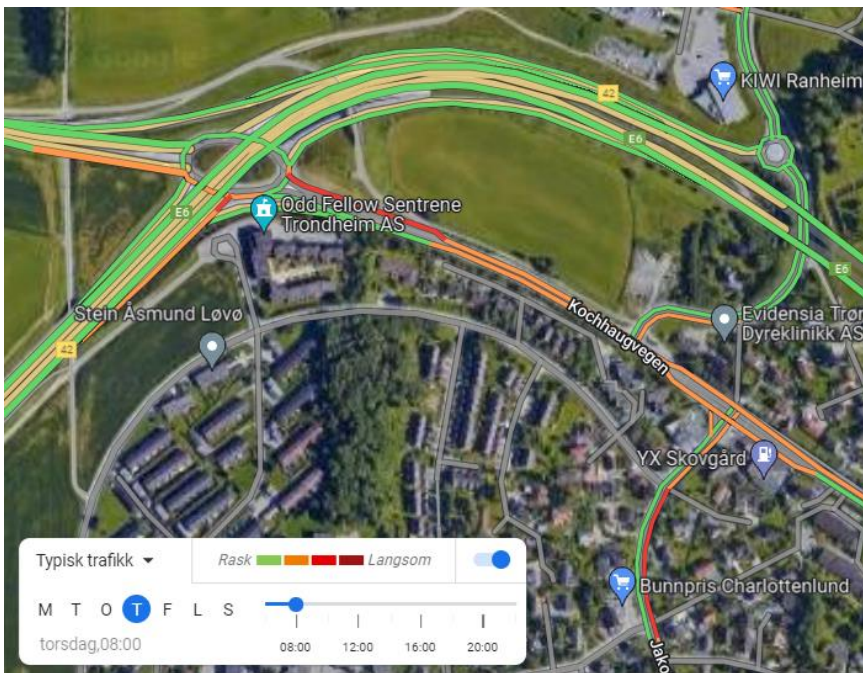 Google
KIWI Ranheim
42
E6
Odd Fellow Sentrene
Trondheim AS
E6
E6
Kochhaugvegen
Evidensia Tror
Dyreklinikk AS
Stein Åsmund Løvø
42
YX Skovgård
Bunnpris Charlottenlund
Jako
Typisk trafikk
Rask
Langsom
M T O T F L S
torsdag,08:00
08:00 12:00 16:00 20:00